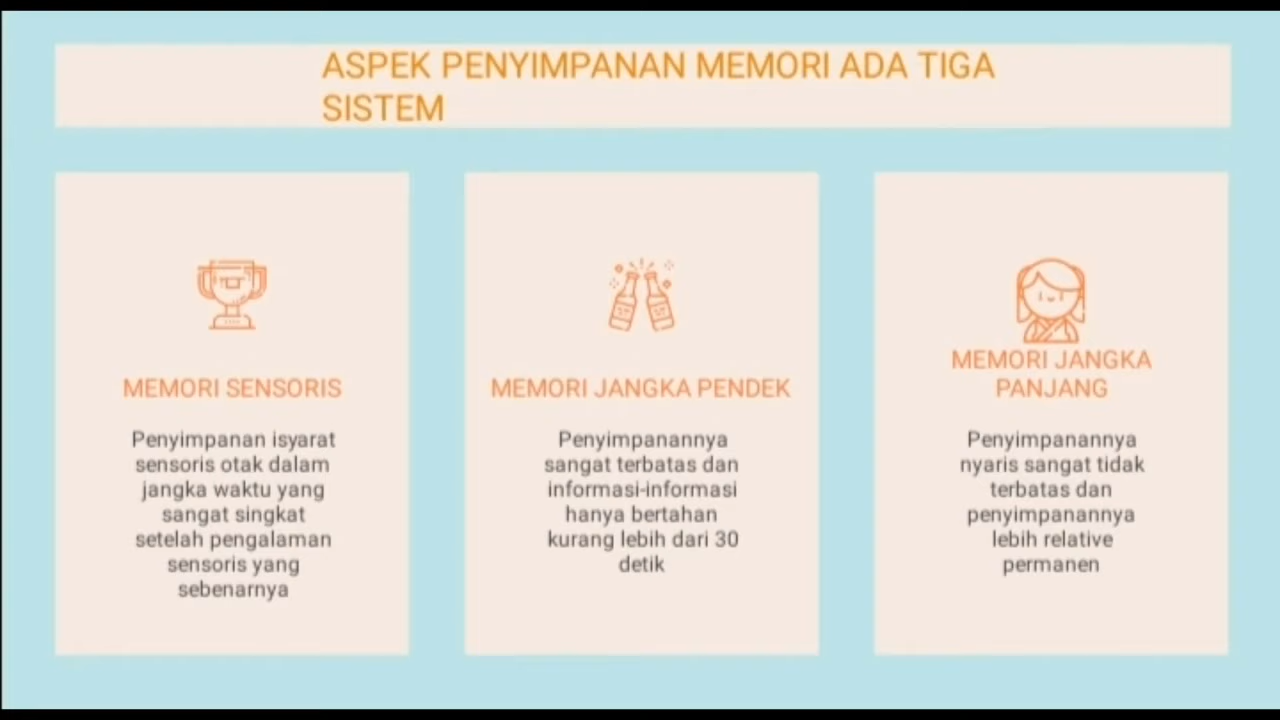 ASPEK PENYIMPANAN MEMORI ADA TIGA
SISTEM
MEMORI SENSORIS
Penyimpanan isyarat
sensoris otak dalam
jangka waktu yang
sangat singkat
setelah pengalaman
sensoris yang
sebenarnya
MEMORI JANGKA PENDEK
Penyimpanannya
sangat terbatas dan
informasi-informasi
hanya bertahan
kurang lebih dari 30
detik
MEMORI JANGKA
PANJANG
Penyimpanannya
nyaris sangat tidak
terbatas dan
penyimpanannya
lebih relative
permanen